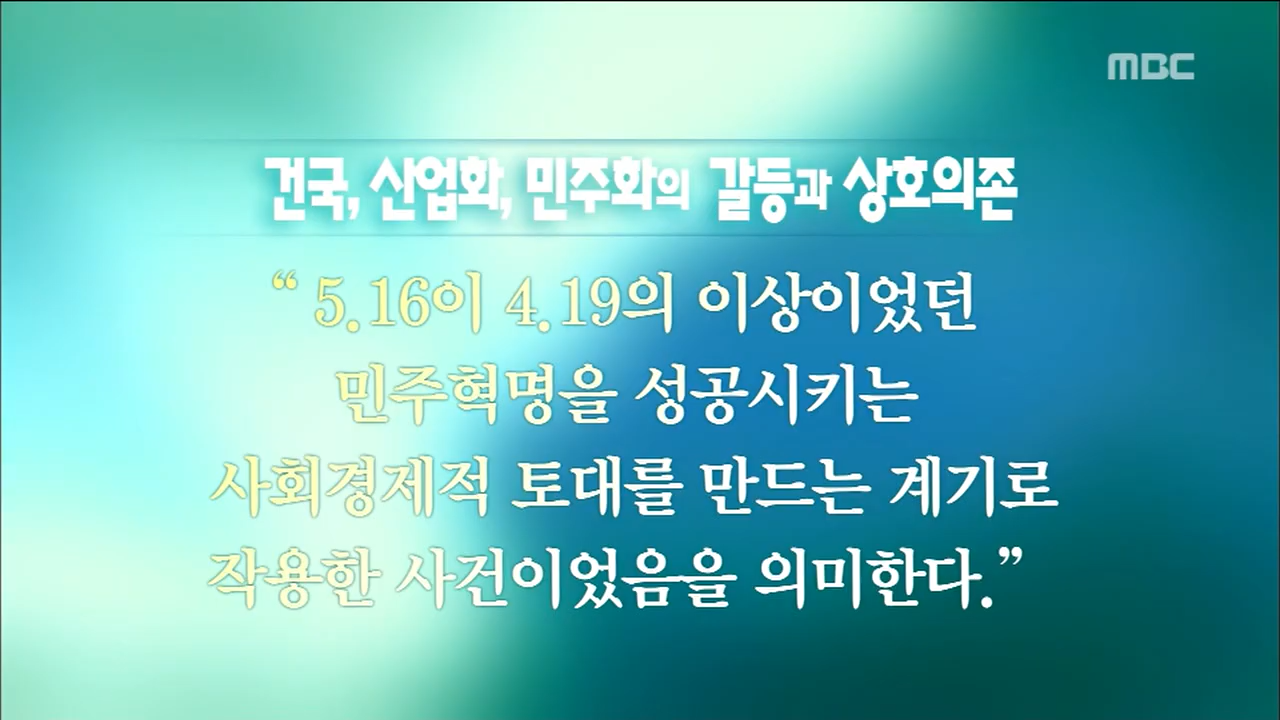 MBC
건국, 산업화, 민주화의 갈등과 상호의존
“ 5.16이 4.19의 이상이었던
민주혁명을 성공시키는
사회경제적 토대를 만드는 계기로
작용한 사건이었음을 의미한다.”